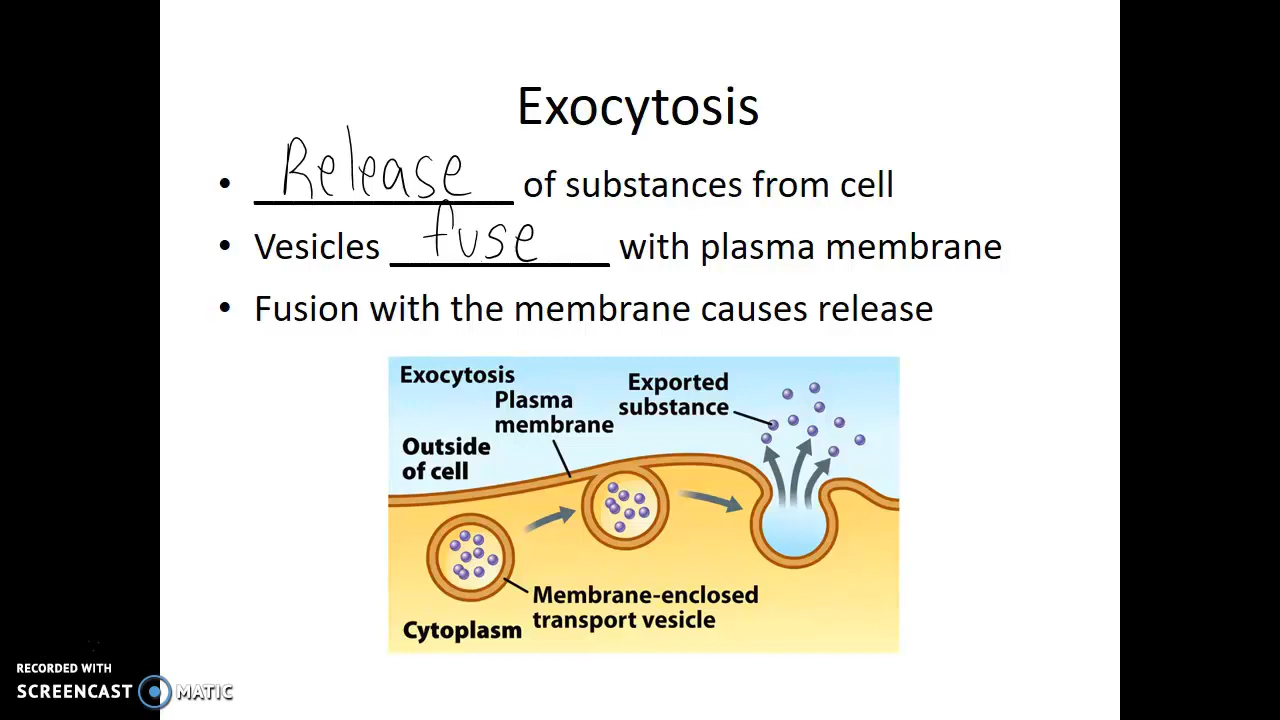 Exocytosis
• Release of substances from cell
• Vesicles fuse with plasma membrane
• Fusion with the membrane causes release
Exocytosis
Plasma
membrane
Exported
substance
Outside
of cell
Membrane-enclosed
transport vesicle
Cytoplasm
RECORDED WITH
SCREENCAST MATIC